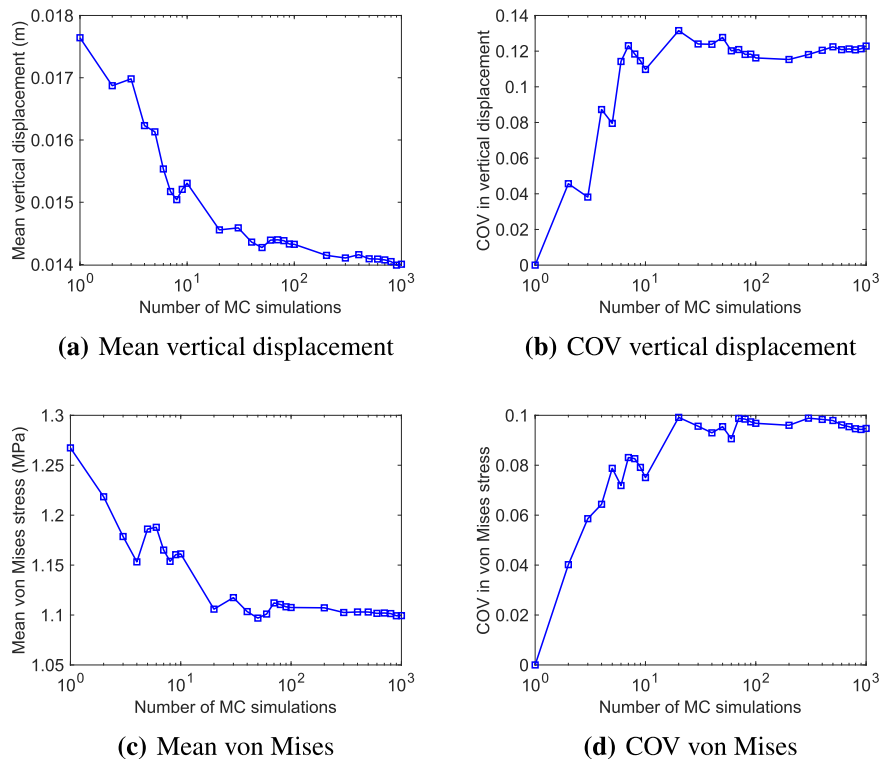 0.018
0.017
0.016
0.015
0.014
Mean vertical displacement (m)
10^0 10^1 10^2 10^3
Number of MC simulations
(a) Mean vertical displacement
0.14
0.12
0.1
0.08
0.06
0.04
0.02
0
COV in vertical displacement
10^0 10^1 10^2 10^3
Number of MC simulations
(b) COV vertical displacement
1.3
1.25
1.2
1.15
1.1
1.05
Mean von Mises stress (MPa)
10^0 10^1 10^2 10^3
Number of MC simulations
(c) Mean von Mises
0.1
0.08
0.06
0.04
0.02
0
COV in von Mises stress
10^0 10^1 10^2 10^3
Number of MC simulations
(d) COV von Mises